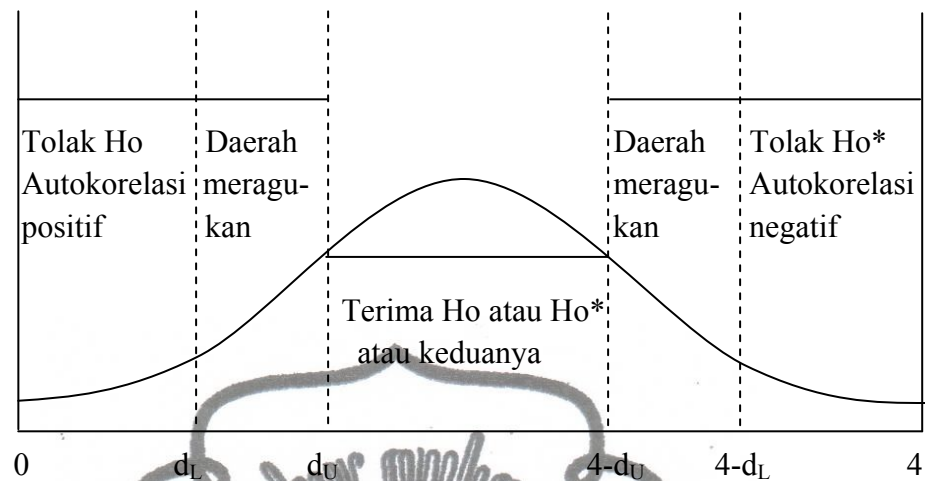 Tolak Ho
Autokorelasi
positif
Daerah
meragu-
kan
Daerah
meragu-
kan
Tolak Ho*
Autokorelasi
negatif
Terima Ho atau Ho*
atau keduanya
0 dL dU 4-dU 4-dL 4